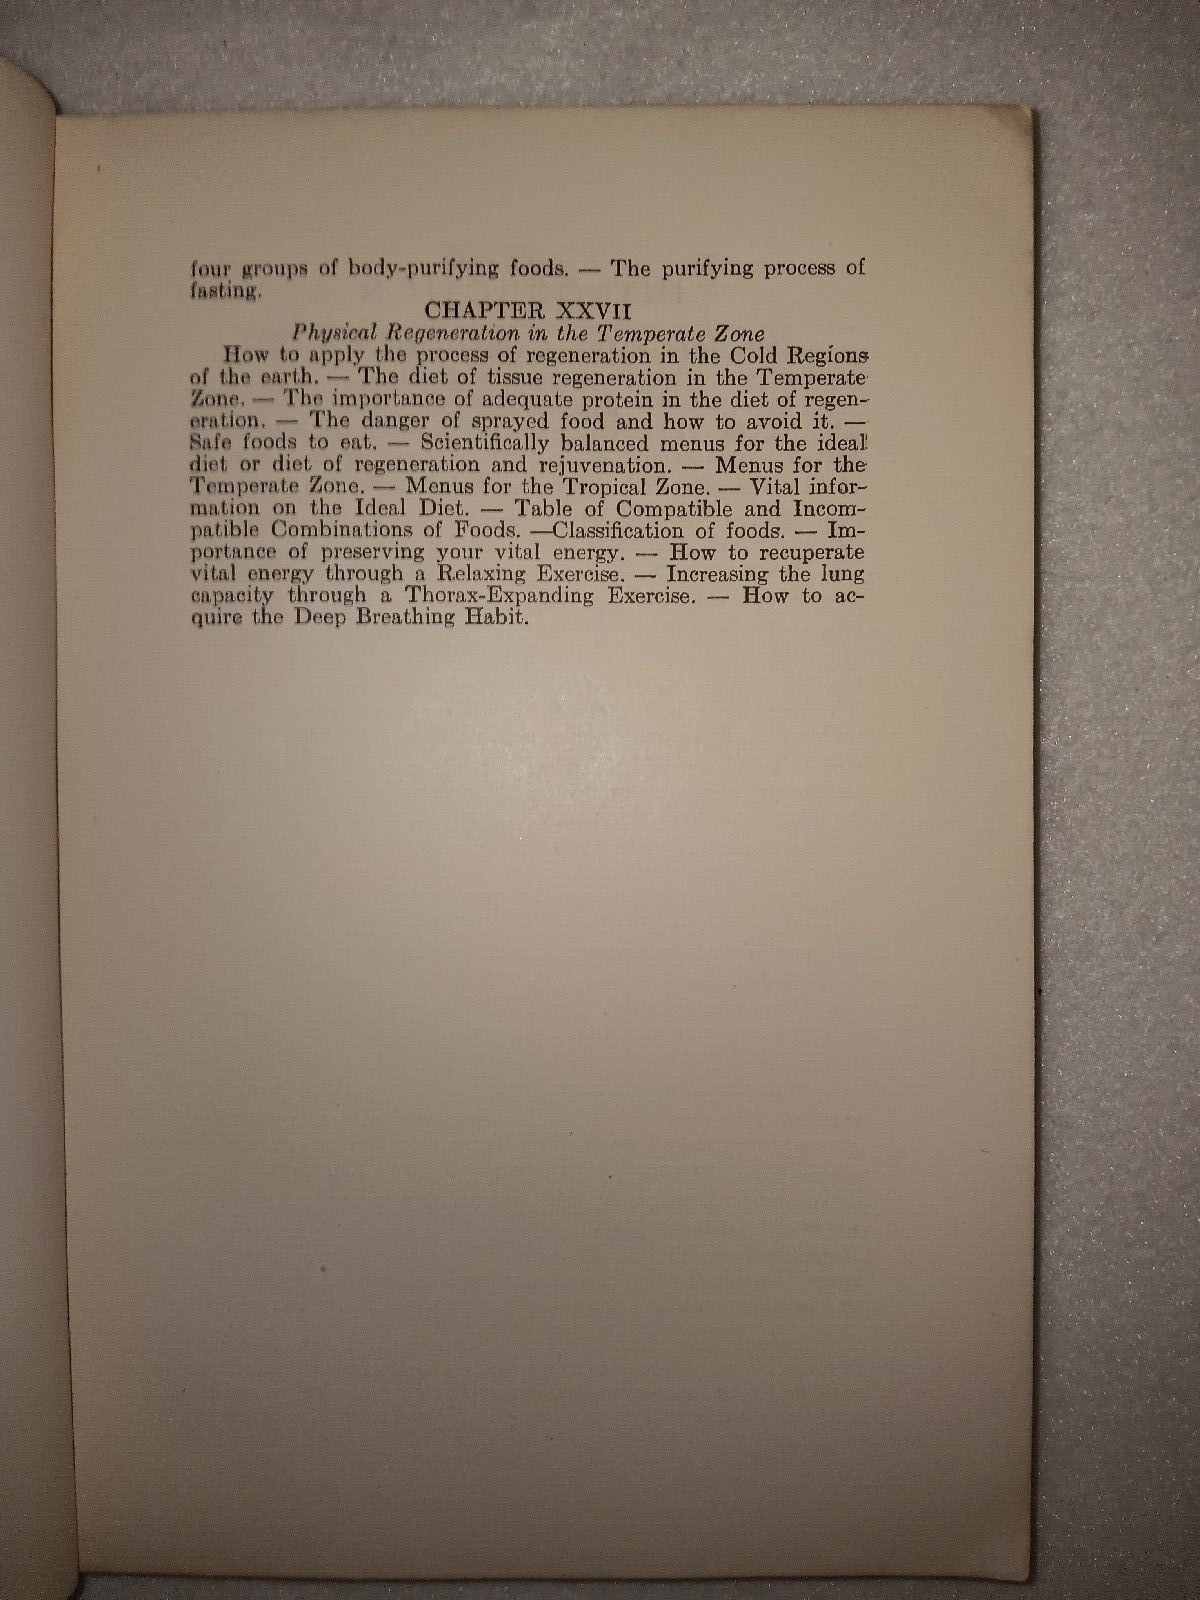 four groups of body-purifying foods. — The purifying process of
fasting.
CHAPTER XXVII
Physical Regeneration in the Temperate Zone
How to apply the process of regeneration in the Cold Regions
of the earth. — The diet of tissue regeneration in the Temperate
Zone. — The importance of adequate protein in the diet of regen-
eration. — The danger of sprayed food and how to avoid it. —
Safe foods to eat. — Scientifically balanced menus for the ideal
diet or diet of regeneration and rejuvenation. — Menus for the
Temperate Zone. — Menus for the Tropical Zone. — Vital infor-
mation on the Ideal Diet. — Table of Compatible and Incom-
patible Combinations of Foods. —Classification of foods. — Im-
portance of preserving your vital energy. — How to recuperate
vital energy through a Relaxing Exercise. — Increasing the lung
capacity through a Thorax-Expanding Exercise. — How to ac-
quire the Deep Breathing Habit.